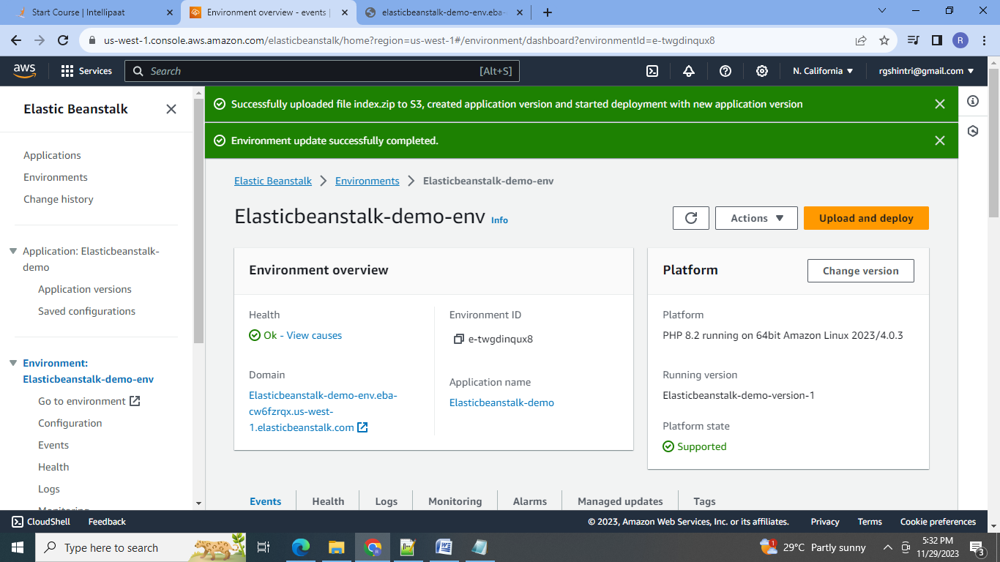 Start Course | Intellipaat
Environment overview - events |
elasticbeanstalk-demo-env.eba-
us-west-1.console.aws.amazon.com/elasticbeanstalk/home?region=us-west-1#/environment/dashboard?environmentId=e-twgdinqux8
R
aws
Services
Search
[Alt+S]
N. California
rgshintri@gmail.com
Elastic Beanstalk
Applications
Environments
Change history
Application: Elasticbeanstalk-
demo
Application versions
Saved configurations
Environment:
Elasticbeanstalk-demo-env
Go to environment
Configuration
Events
Health
Logs
Monitoring
Successfully uploaded file index.zip to S3, created application version and started deployment with new application version
Environment update successfully completed.
Elastic Beanstalk
Environments
Elasticbeanstalk-demo-env
Elasticbeanstalk-demo-env Info
Actions
Upload and deploy
Environment overview
Health
Ok - View causes
Domain
Elasticbeanstalk-demo-env.eba-
cw6fzrqx.us-west-
1.elasticbeanstalk.com
Environment ID
e-twgdinqux8
Application name
Elasticbeanstalk-demo
Platform
Change version
Platform
PHP 8.2 running on 64bit Amazon Linux 2023/4.0.3
Running version
Elasticbeanstalk-demo-version-1
Platform state
Supported
Events
Health
Logs
Monitoring
Alarms
Managed updates
Tags
CloudShell
Feedback
© 2023, Amazon Web Services, Inc. or its affiliates.
Privacy
Terms
Cookie preferences
Type here to search
1
29°C Partly sunny
5:32 PM
11/29/2023
3